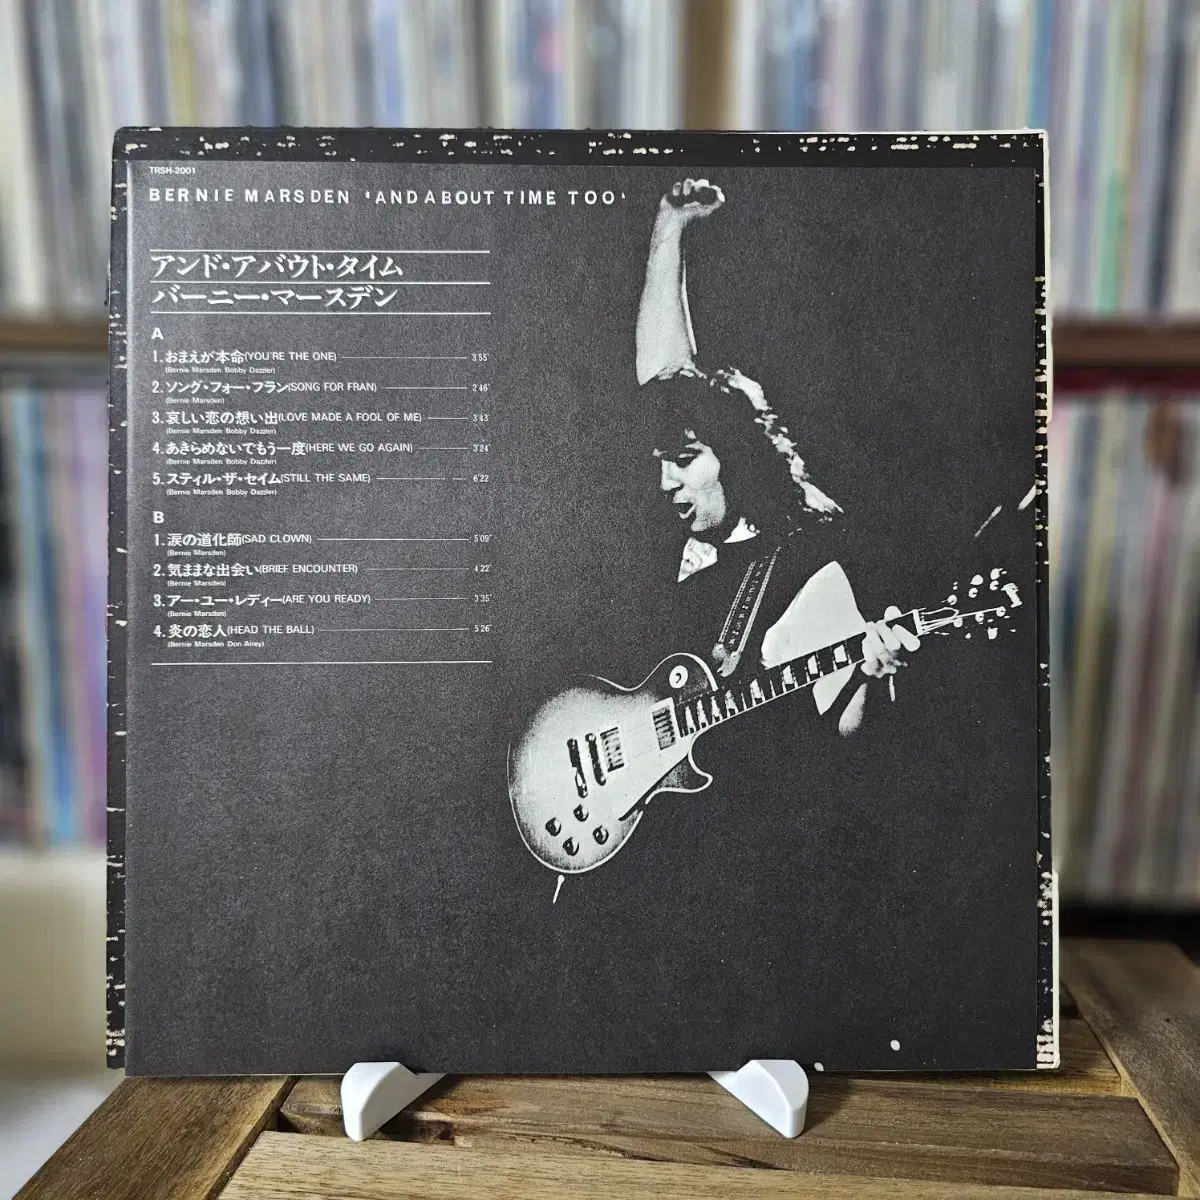 TRSH-2001
BERNIE MARSDEN 'AND ABOUT TIME TOO'
アンド・アバウト・タイム
バーニー・マースデン
A
1. おまえが本命(YOU'RE THE ONE) 3'55"
(Bernie Marsden Bobby Dazzler)
2. ソング・フォー・フラン(SONG FOR FRAN) 2'46"
(Bernie Marsden)
3. 哀しい恋の想い出(LOVE MADE A FOOL OF ME) 3'43"
(Bernie Marsden Bobby Dazzler)
4. あきらめないでもう一度(HERE WE GO AGAIN) 3'24"
(Bernie Marsden Bobby Dazzler)
5. スティル・ザ・セイム(STILL THE SAME) 6'22"
(Bernie Marsden Bobby Dazzler)
B
1. 涙の道化師(SAD CLOWN) 5'09"
(Bernie Marsden)
2. 気ままな出会い(BRIEF ENCOUNTER) 4'22"
(Bernie Marsden)
3. アー・ユー・レディー(ARE YOU READY) 3'35"
(Bernie Marsden)
4. 炎の恋人(HEAD THE BALL) 5'26"
(Bernie Marsden Don Airey)